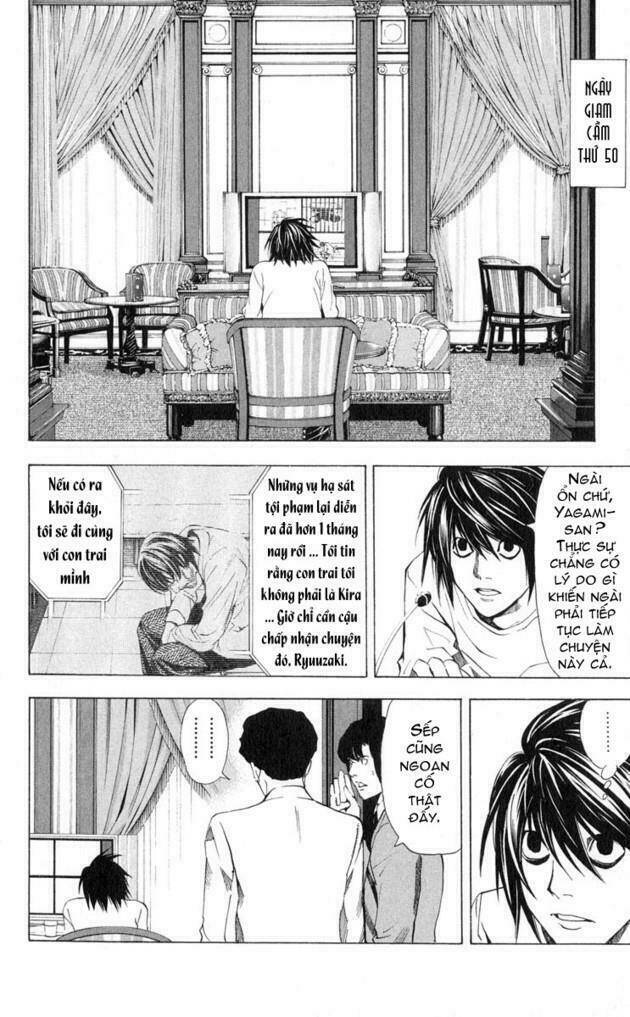 NGÀY
GIAM
CẦM
THỨ 50
NGÀI
ỔN CHỨ,
YAGAMI-
SAN?
THỰC SỰ
CHẲNG CÓ
LÝ DO GÌ
KHIẾN NGÀI
PHẢI TIẾP
TỤC LÀM
CHUYỆN
NÀY CẢ.
Những vụ hạ sát
tội phạm lại diễn
ra đã hơn 1 tháng
nay rồi ... Tôi tin
rằng con trai tôi
không phải là Kira
... Giờ chỉ cần cậu
chấp nhận chuyện
đó, Ryuuzaki.
Nếu có ra
khỏi đây,
tôi sẽ đi cùng
với con trai
mình
.......
SẾP
CŨNG
NGOAN
CỐ
THẬT
ĐẤY.
......
......